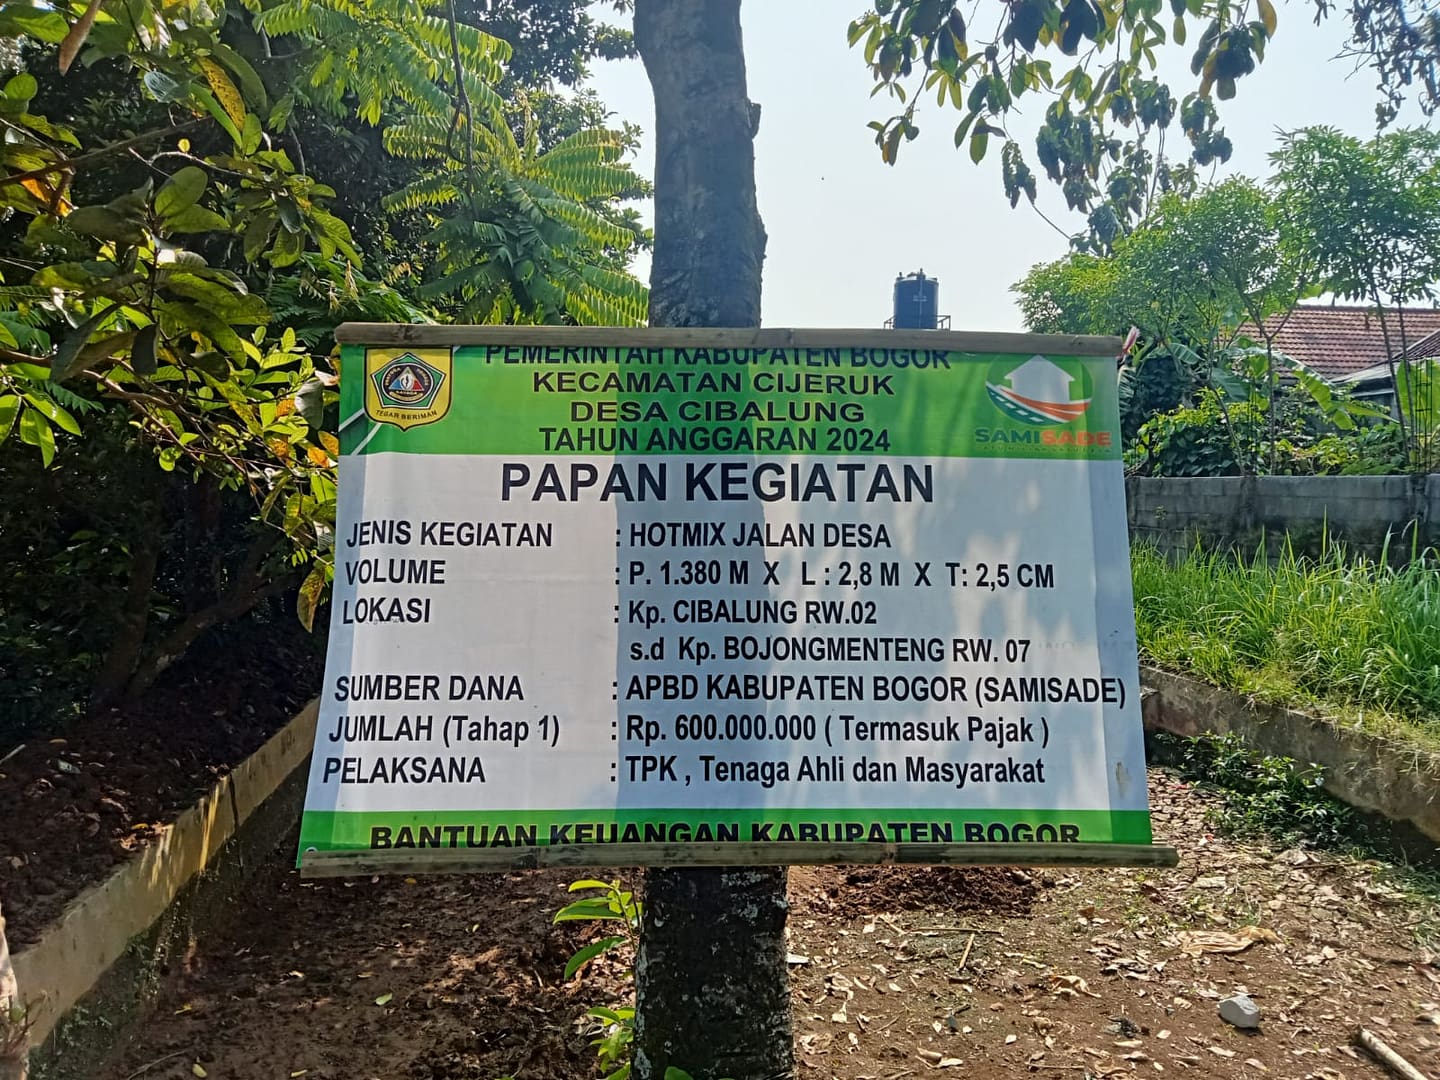 PEMERINTAH KABUPATEN BOGOR
KECAMATAN CIJERUK
DESA CIBALUNG
TAHUN ANGGARAN 2024
TEGAR BERIMAN
SAMISADE
PAPAN KEGIATAN
JENIS KEGIATAN : HOTMIX JALAN DESA
VOLUME : P. 1.380 M X L : 2,8 M X T: 2,5 CM
LOKASI : Kp. CIBALUNG RW.02
s.d Kp. BOJONGMENTENG RW. 07
SUMBER DANA : APBD KABUPATEN BOGOR (SAMISADE)
JUMLAH (Tahap 1) : Rp. 600.000.000 ( Termasuk Pajak )
PELAKSANA : TPK , Tenaga Ahli dan Masyarakat
BANTUAN KEUANGAN KABUPATEN BOGOR